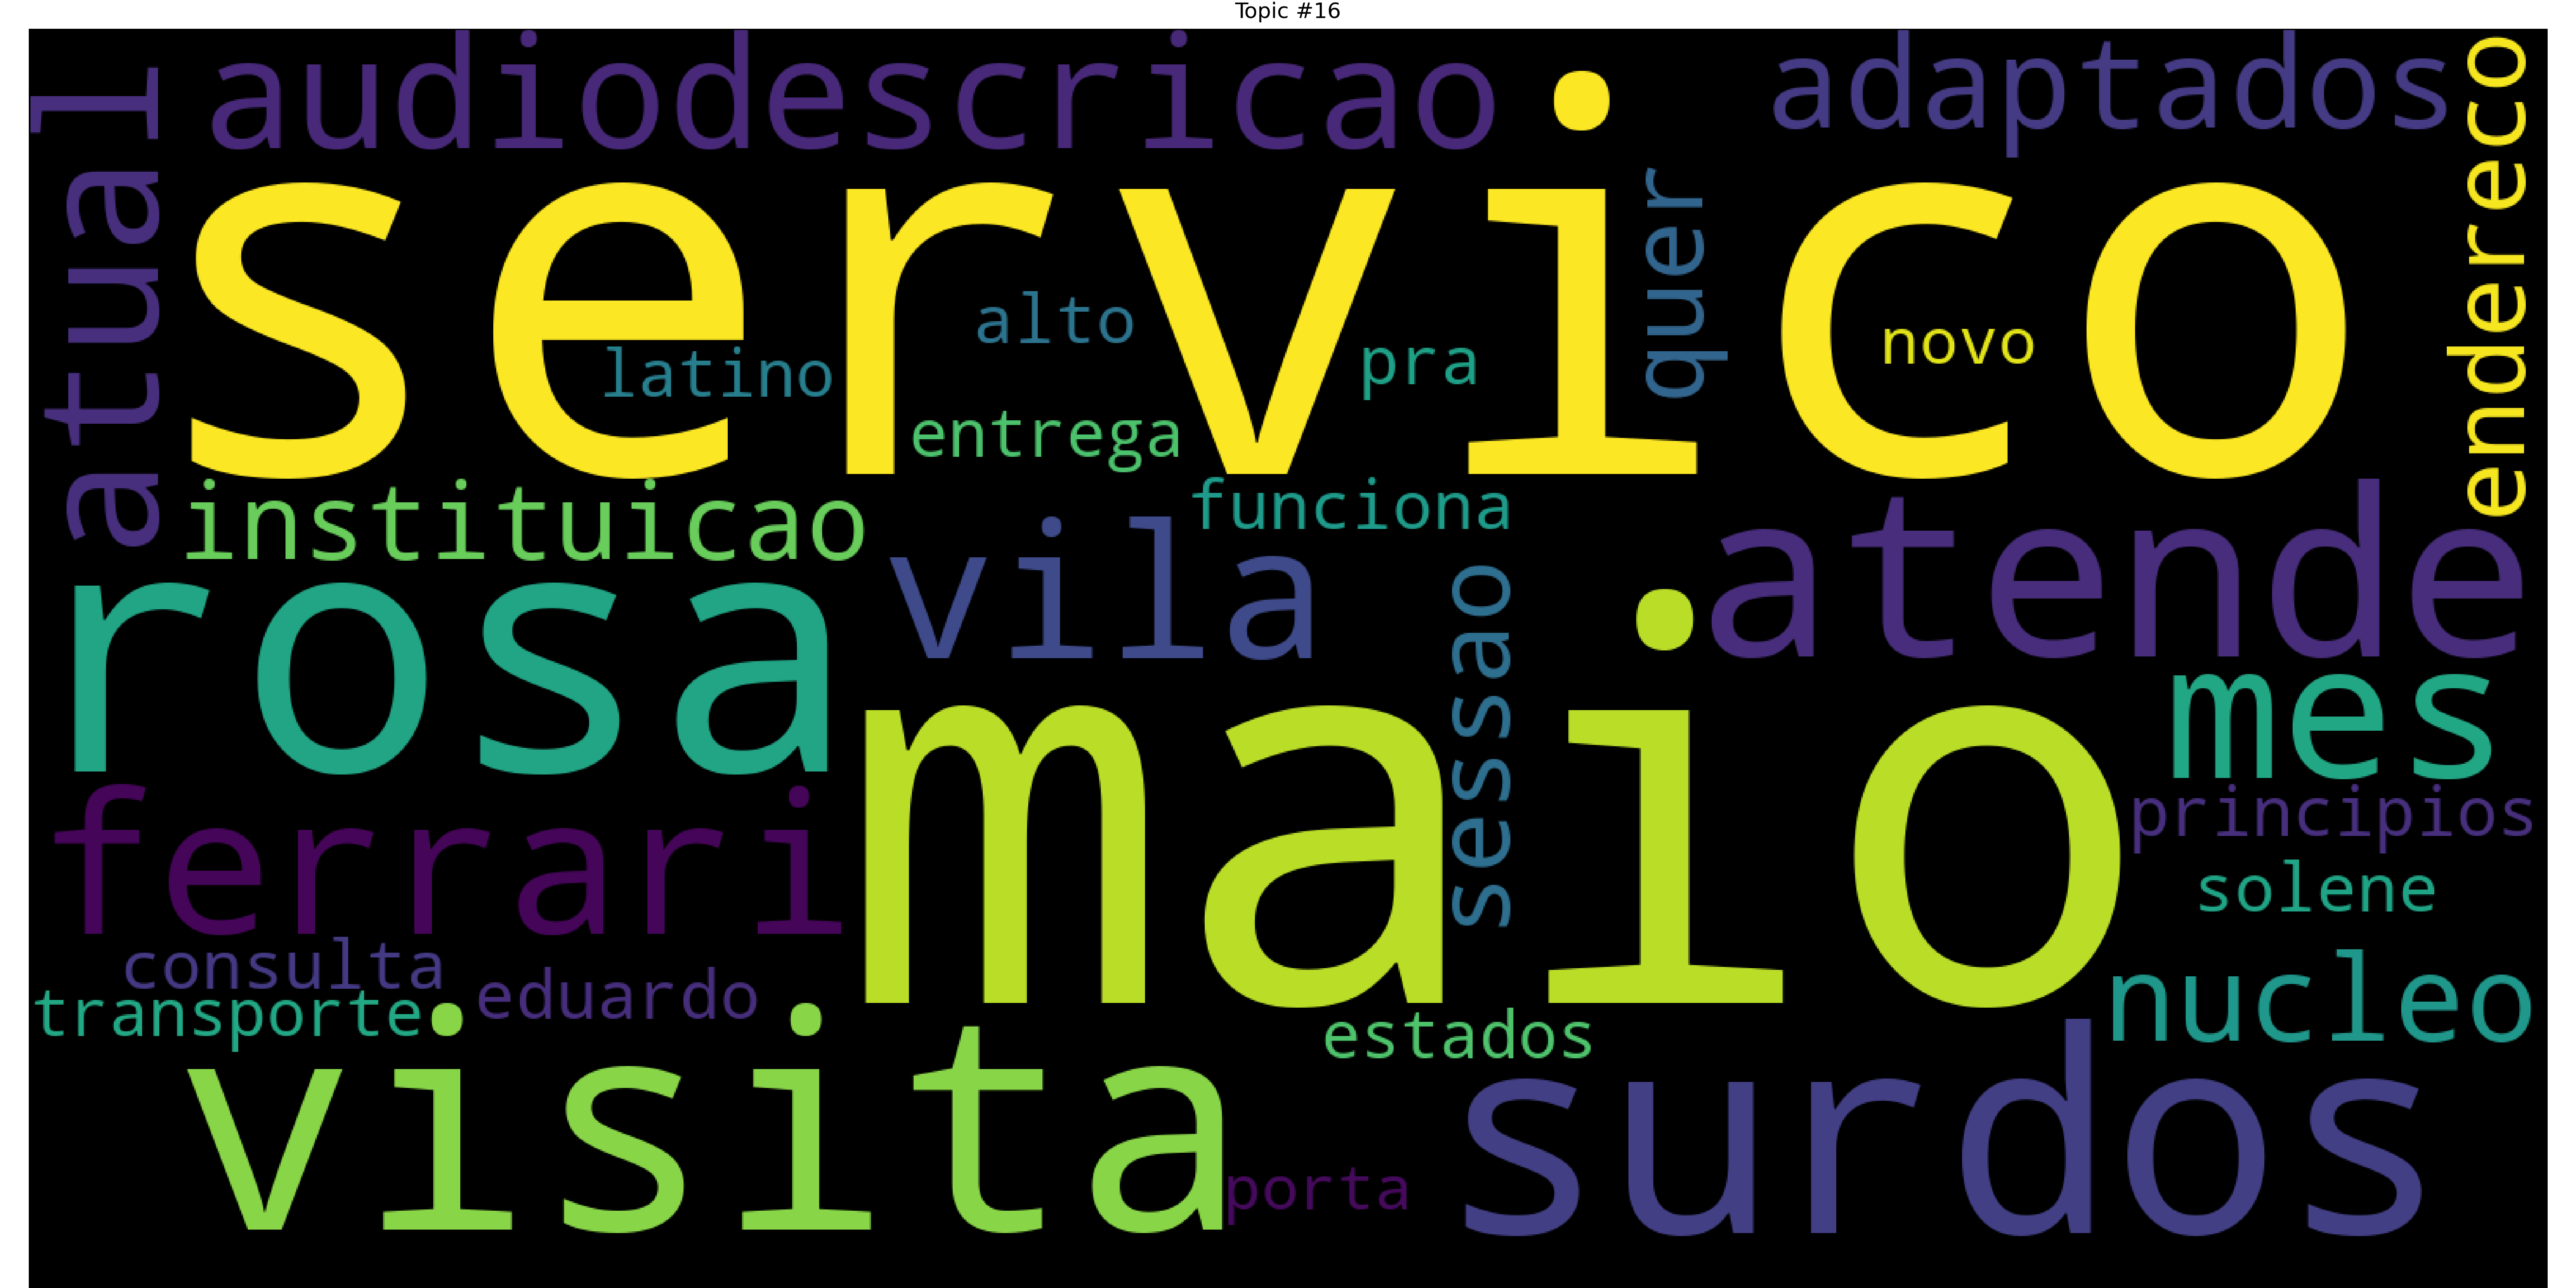 Topic #16
audiodescricao
adaptados
atual
endereco
servico
quer
alto
latino
pra
novo
entrega
instituicao
funciona
vila
atende
rosa
sessao
maio
mes
ferrari
principios
solene
consulta
eduardo
transporte
nucleo
estados
visita
surdos
porta